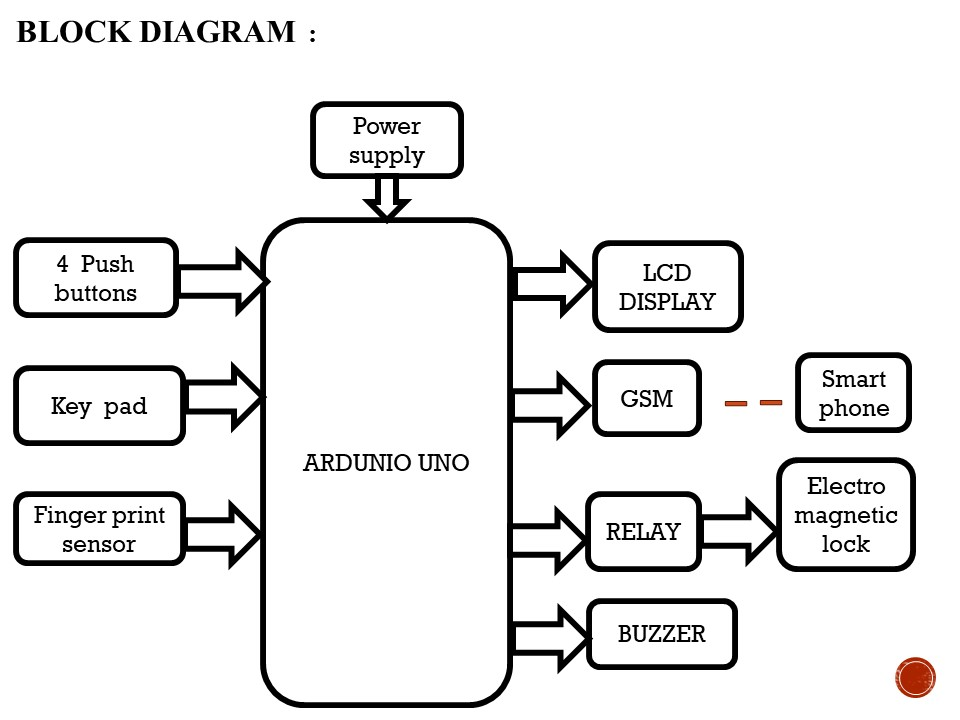 BLOCK DIAGRAM :
Power
supply
4 Push
buttons
LCD
DISPLAY
Key pad
GSM
Smart
phone
ARDUNIO UNO
Finger print
sensor
RELAY
Electro
magnetic
lock
BUZZER